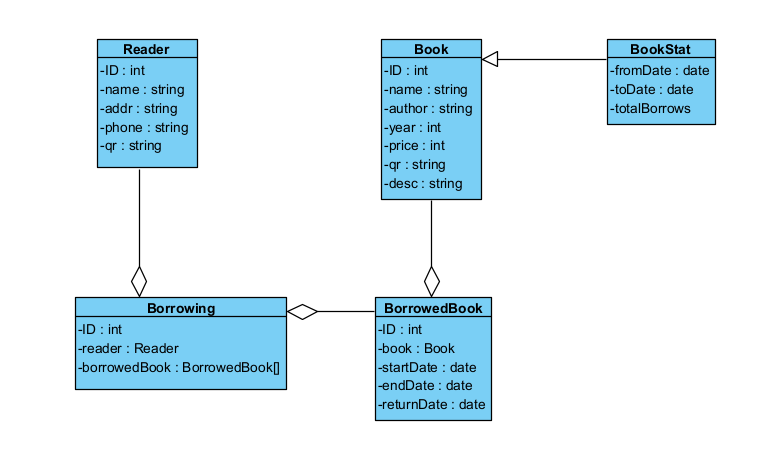 Reader
-ID : int
-name : string
-addr : string
-phone : string
-qr : string
Book
-ID : int
-name : string
-author : string
-year : int
-price : int
-qr : string
-desc : string
BookStat
-fromDate : date
-toDate : date
-totalBorrows
Borrowing
-ID : int
-reader : Reader
-borrowedBook : BorrowedBook[]
BorrowedBook
-ID : int
-book : Book
-startDate : date
-endDate : date
-returnDate : date